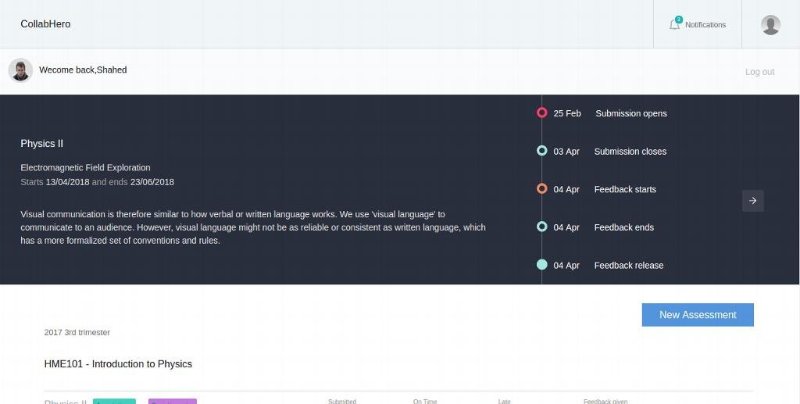 CollabHero
Notifications
Wecome back,Shahed
Log out
25 Feb Submission opens
Physics II
03 Apr Submission closes
Electromagnetic Field Exploration
Starts 13/04/2018 and ends 23/06/2018
04 Apr Feedback starts
Visual communication is therefore similar to how verbal or written language works. We use 'visual language' to
communicate to an audience. However, visual language might not be as reliable or consistent as written language, which
has a more formalized set of conventions and rules.
04 Apr Feedback ends
04 Apr Feedback release
New Assessment
2017 3rd trimester
HME101 - Introduction to Physics
Physics II
Submitted On Time Late Feedback given